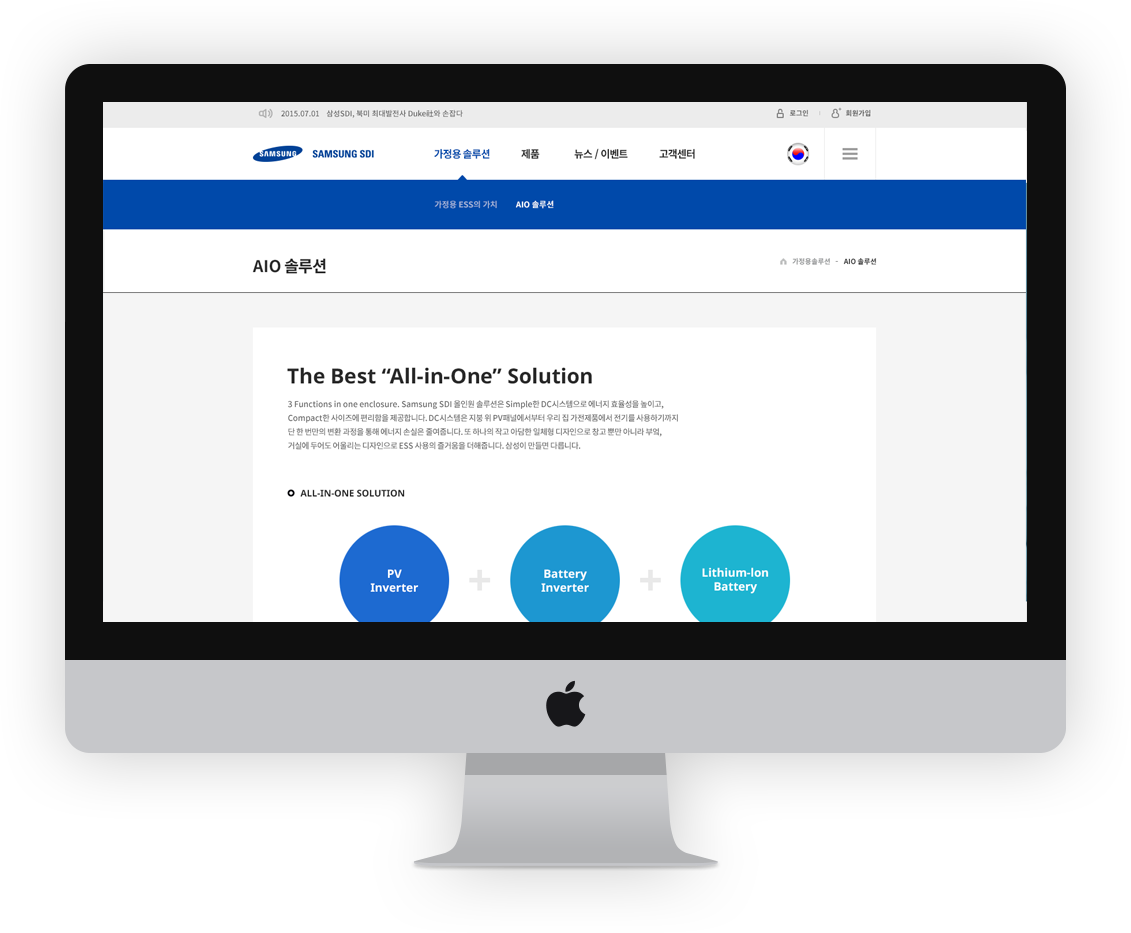 2015.07.01 삼성SDI, 북미 최대발전사 Duke社와 손잡다
로그인
회원가입
SAMSUNG
SAMSUNG SDI
가정용 솔루션
제품
뉴스 / 이벤트
고객센터
가정용 ESS의 가치
AIO 솔루션
AIO 솔루션
가정용솔루션 - AIO 솔루션
The Best “All-in-One” Solution
3 Functions in one enclosure. Samsung SDI 올인원 솔루션은 Simple한 DC시스템으로 에너지 효율성을 높이고,
Compact한 사이즈에 편리함을 제공합니다. DC시스템은 지붕 위 PV패널에서부터 우리 집 가전제품에서 전기를 사용하기까지
단 한 번만의 변환 과정을 통해 에너지 손실은 줄여줍니다. 또 하나의 작고 아담한 일체형 디자인으로 창고 뿐만 아니라 부엌,
거실에 두어도 어울리는 디자인으로 ESS 사용의 즐거움을 더해줍니다. 삼성이 만들면 다릅니다.
ALL-IN-ONE SOLUTION
PV
Inverter
Battery
Inverter
Lithium-Ion
Battery